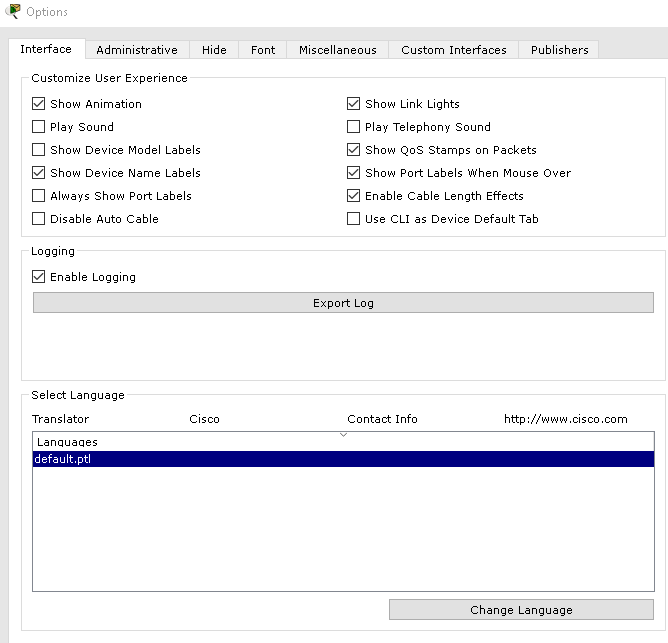 Options
Interface Administrative Hide Font Miscellaneous Custom Interfaces Publishers
Customize User Experience
Show Animation Show Link Lights
Play Sound Play Telephony Sound
Show Device Model Labels Show QoS Stamps on Packets
Show Device Name Labels Show Port Labels When Mouse Over
Always Show Port Labels Enable Cable Length Effects
Disable Auto Cable Use CLI as Device Default Tab
Logging
Enable Logging
Export Log
Select Language
Translator Cisco Contact Info http://www.cisco.com
Languages
default.ptl
Change Language